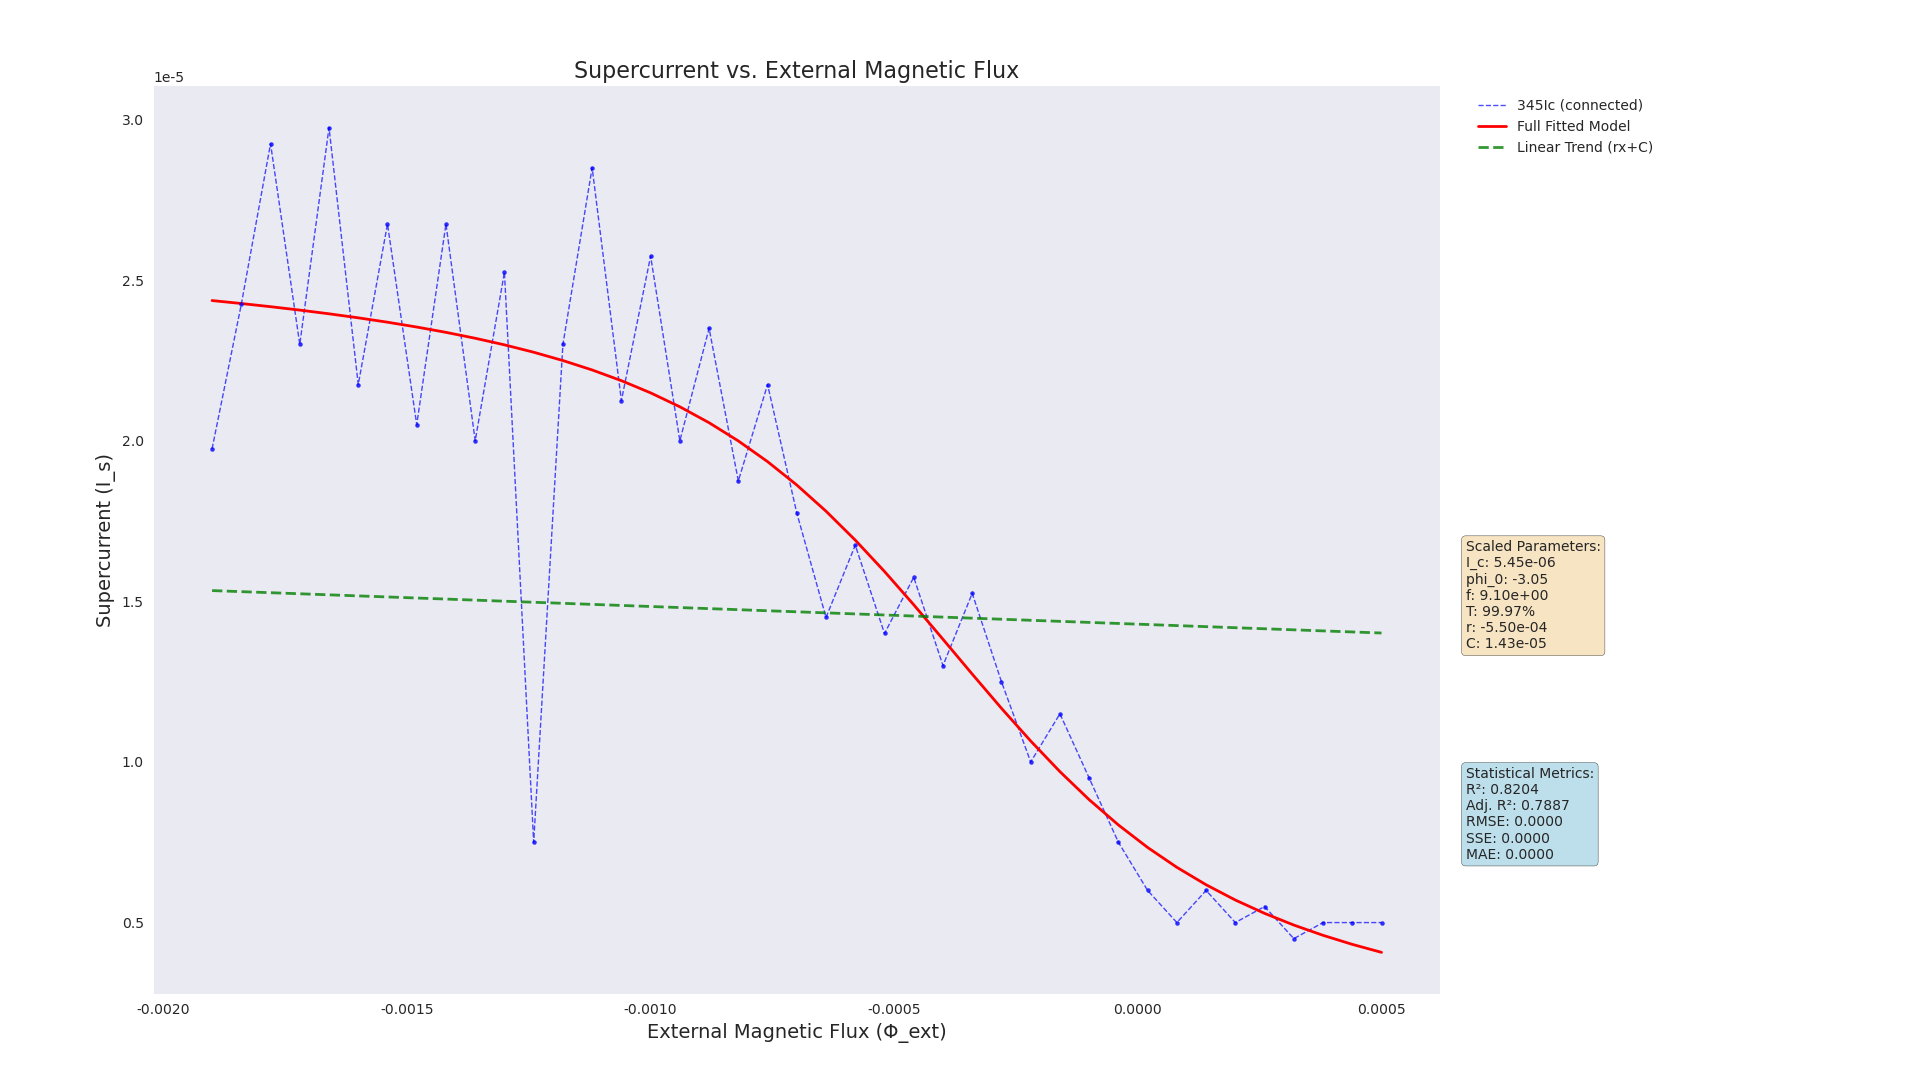 Supercurrent vs. External Magnetic Flux
1e-5
3.0
2.5
2.0
1.5
1.0
0.5
Supercurrent (I_s)
-0.0020
-0.0015
-0.0010
-0.0005
0.0000
0.0005
External Magnetic Flux (Φ_ext)
345Ic (connected)
Full Fitted Model
Linear Trend (rx+C)
Scaled Parameters:
I_c: 5.45e-06
phi_0: -3.05
f: 9.10e+00
T: 99.97%
r: -5.50e-04
C: 1.43e-05
Statistical Metrics:
R²: 0.8204
Adj. R²: 0.7887
RMSE: 0.0000
SSE: 0.0000
MAE: 0.0000